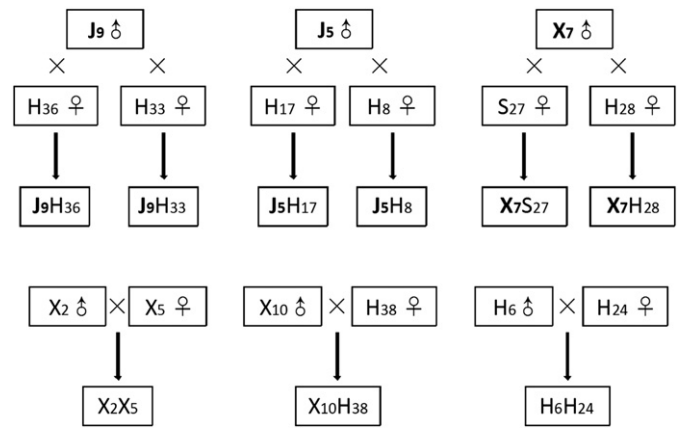 J9 ♂ J5 ♂ X7 ♂
× × × × × ×
H36 ♀ H33 ♀ H17 ♀ H8 ♀ S27 ♀ H28 ♀
J9H36 J9H33 J5H17 J5H8 X7S27 X7H28
X2 ♂ × X5 ♀ X10 ♂ × H38 ♀ H6 ♂ × H24 ♀
X2X5 X10H38 H6H24